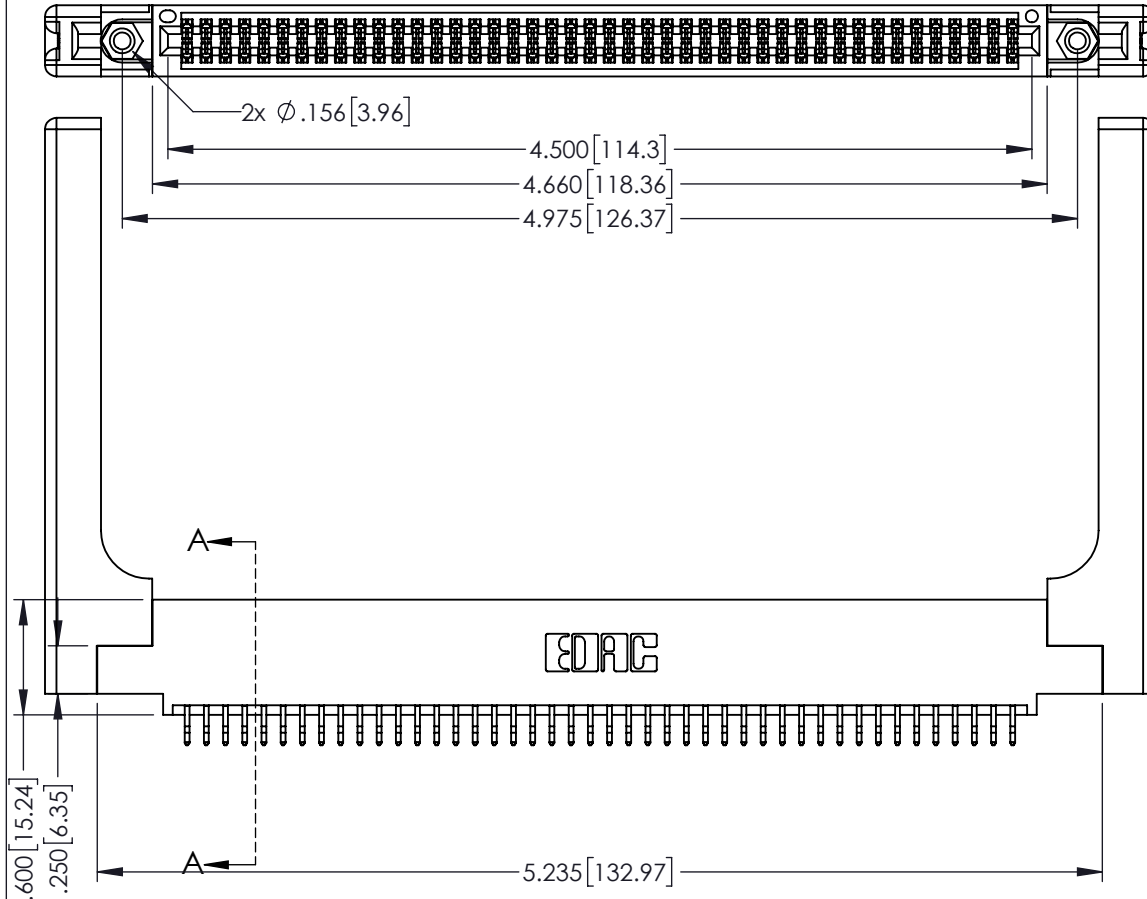 2x ∅ .156[3.96]
4.500[114.3]
4.660[118.36]
4.975[126.37]
A
EDAC
.600[15.24]
.250[6.35]
A
5.235[132.97]